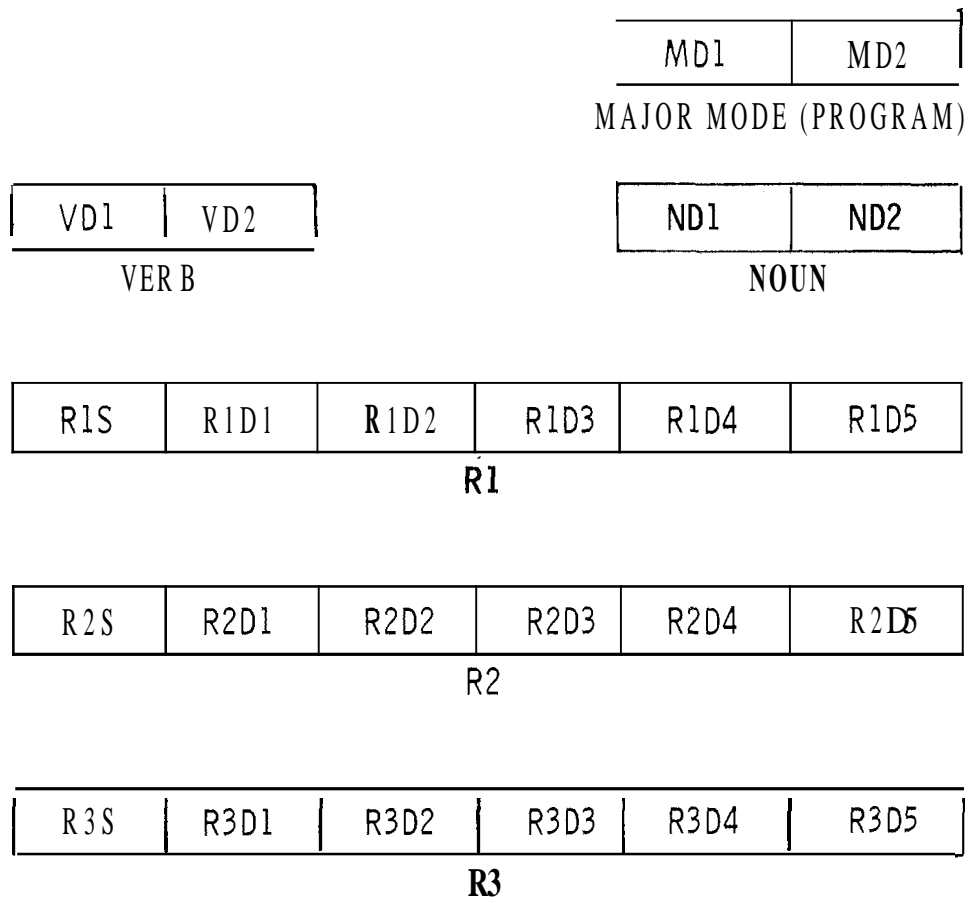 MD1 MD2
MAJOR MODE (PROGRAM)
VD1 VD2 ND1 ND2
VERB NOUN
R1S R1D1 R1D2 R1D3 R1D4 R1D5
R1
R2S R2D1 R2D2 R2D3 R2D4 R2D5
R2
R3S R3D1 R3D2 R3D3 R3D4 R3D5
R3